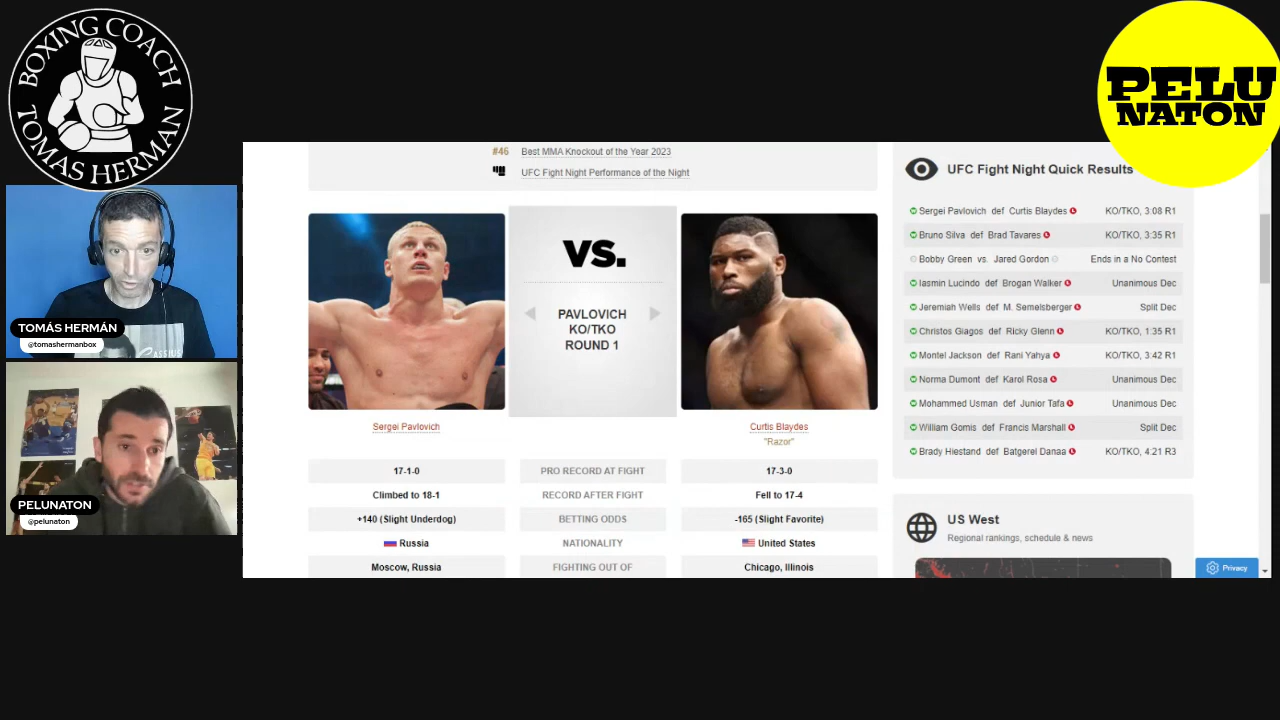 BOXING COACH
TOMAS HERMAN
PELU
NATON
TOMÁS HERMÁN
@tomashermanbox
CASSIUS
PELUNATON
@pelunaton
#46 Best MMA Knockout of the Year 2023
UFC Fight Night Performance of the Night
VS.
PAVLOVICH
KO/TKO
ROUND 1
Sergei Pavlovich
Curtis Blaydes
"Razor"
17-1-0 PRO RECORD AT FIGHT 17-3-0
Climbed to 18-1 RECORD AFTER FIGHT Fell to 17-4
+140 (Slight Underdog) BETTING ODDS -165 (Slight Favorite)
Russia NATIONALITY United States
Moscow, Russia FIGHTING OUT OF Chicago, Illinois
UFC Fight Night Quick Results
W Sergei Pavlovich def Curtis Blaydes L KO/TKO, 3:08 R1
W Bruno Silva def Brad Tavares L KO/TKO, 3:35 R1
Bobby Green vs. Jared Gordon Ends in a No Contest
W Iasmin Lucindo def Brogan Walker L Unanimous Dec
W Jeremiah Wells def M. Semelsberger L Split Dec
W Christos Giagos def Ricky Glenn L KO/TKO, 1:35 R1
W Montel Jackson def Rani Yahya L KO/TKO, 3:42 R1
W Norma Dumont def Karol Rosa L Unanimous Dec
W Mohammed Usman def Junior Tafa L Unanimous Dec
W William Gomis def Francis Marshall L Split Dec
W Brady Hiestand def Batgerel Danaa L KO/TKO, 4:21 R3
US West
Regional rankings, schedule & news
Privacy